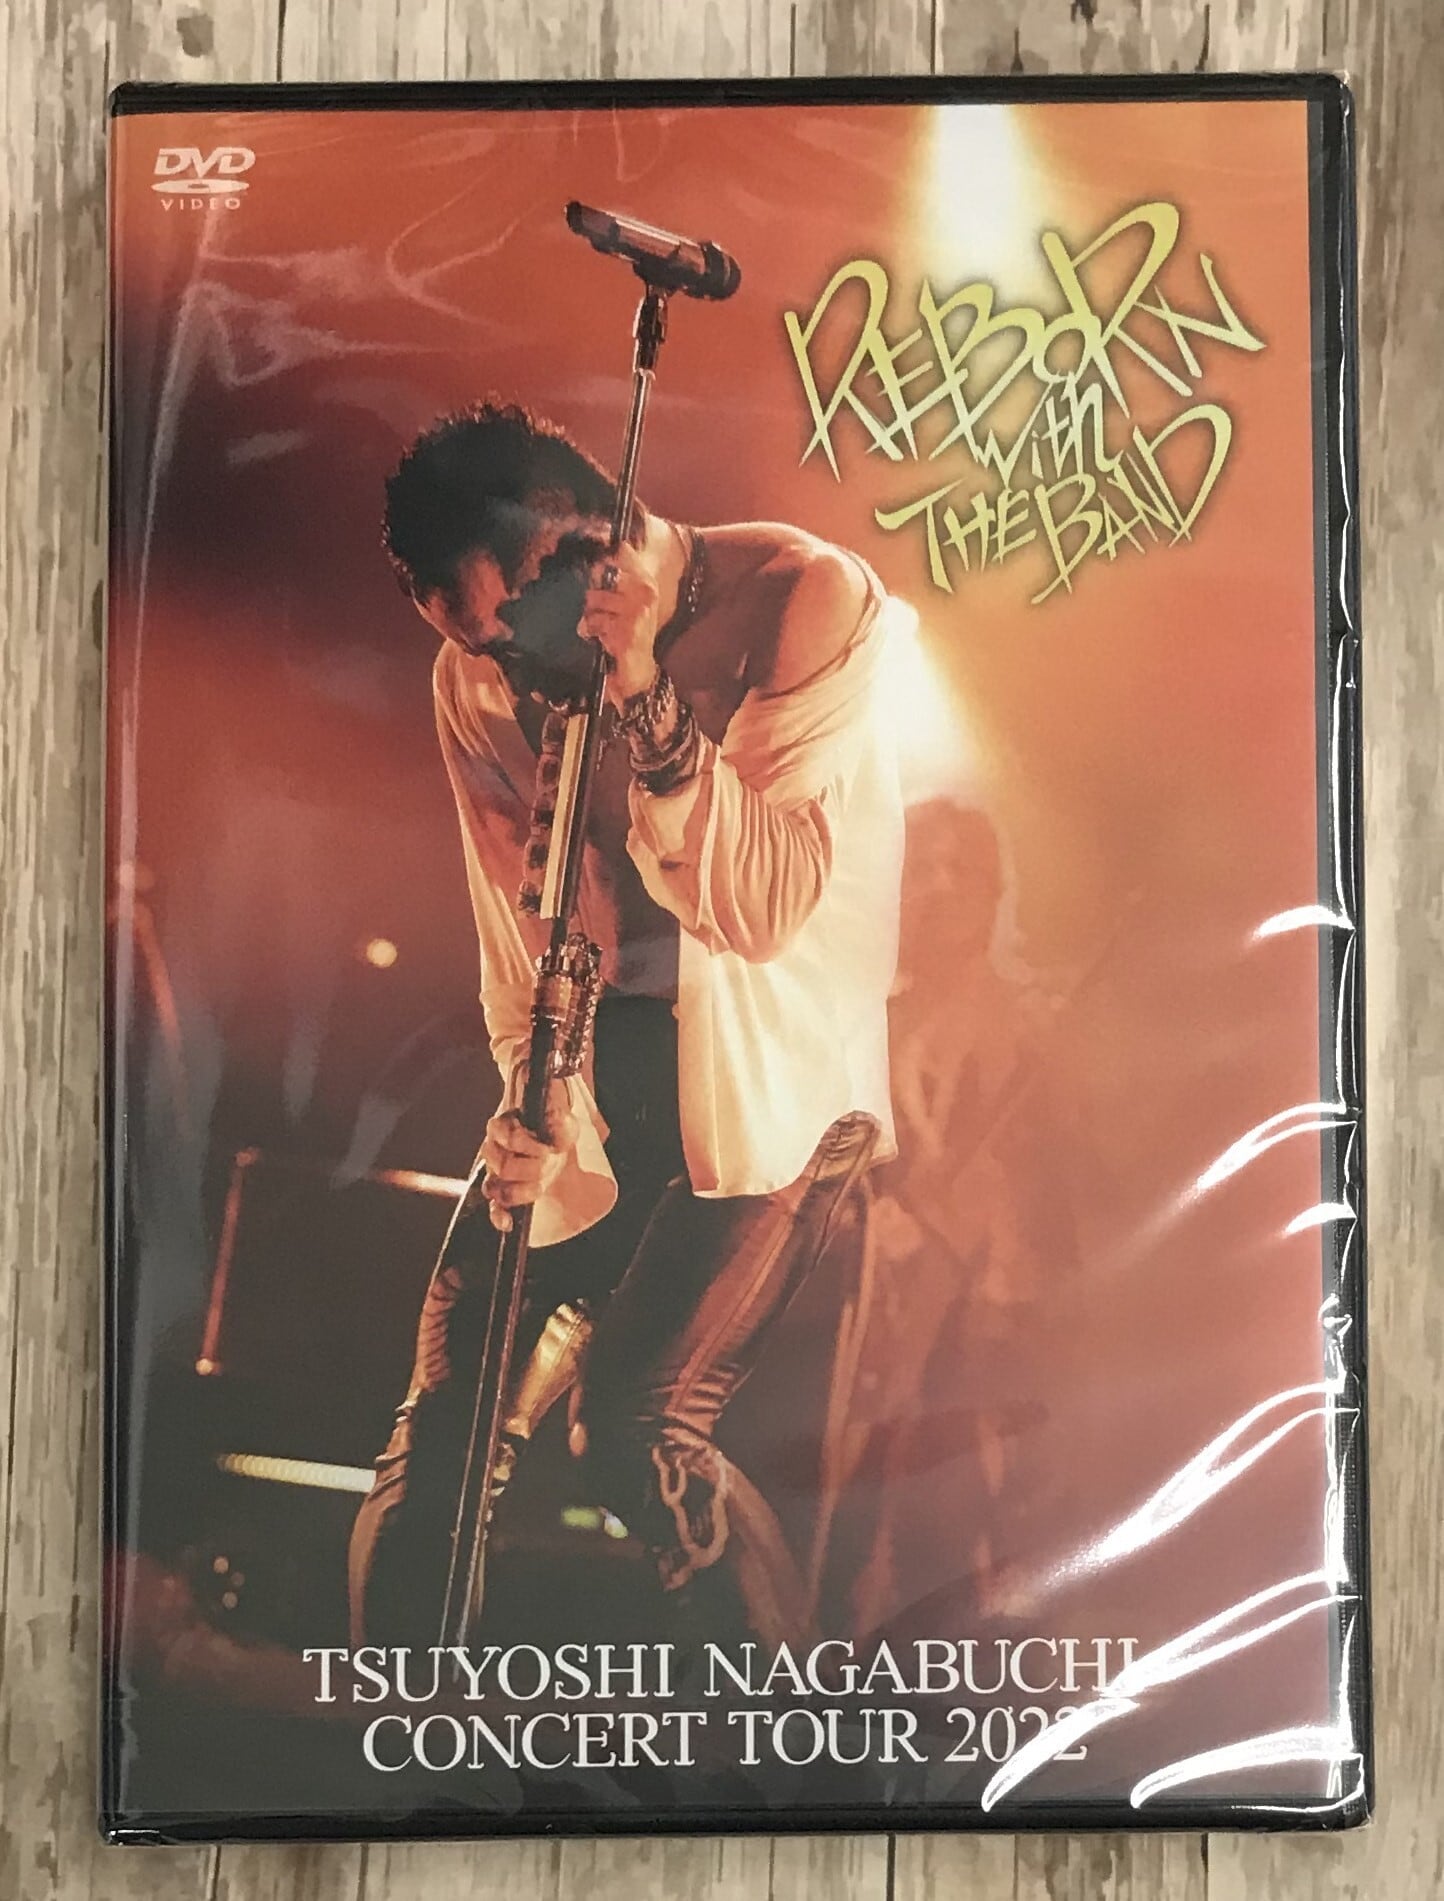 DVD
VIDEO
REBORN
with
THE BAND
TSUYOSHI NAGABUCHI
CONCERT TOUR 2022